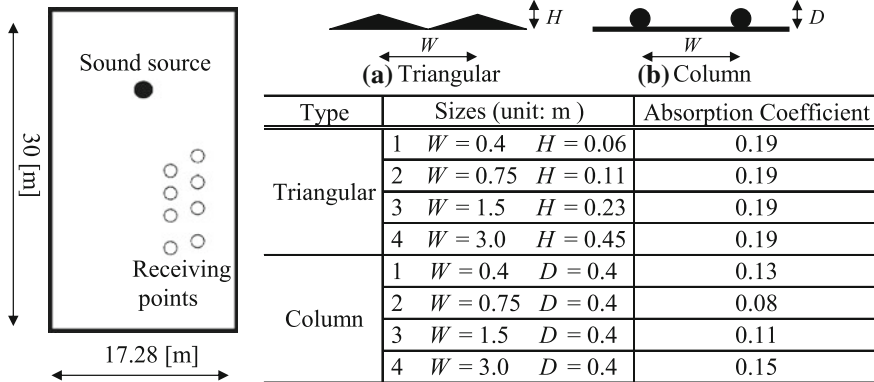 Sound source
30 [m]
Receiving
points
17.28 [m]
H
W
(a) Triangular
D
W
(b) Column
Type Sizes (unit: m ) Absorption Coefficient
Triangular
1 W = 0.4 H = 0.06 0.19
2 W = 0.75 H = 0.11 0.19
3 W = 1.5 H = 0.23 0.19
4 W = 3.0 H = 0.45 0.19
Column
1 W = 0.4 D = 0.4 0.13
2 W = 0.75 D = 0.4 0.08
3 W = 1.5 D = 0.4 0.11
4 W = 3.0 D = 0.4 0.15